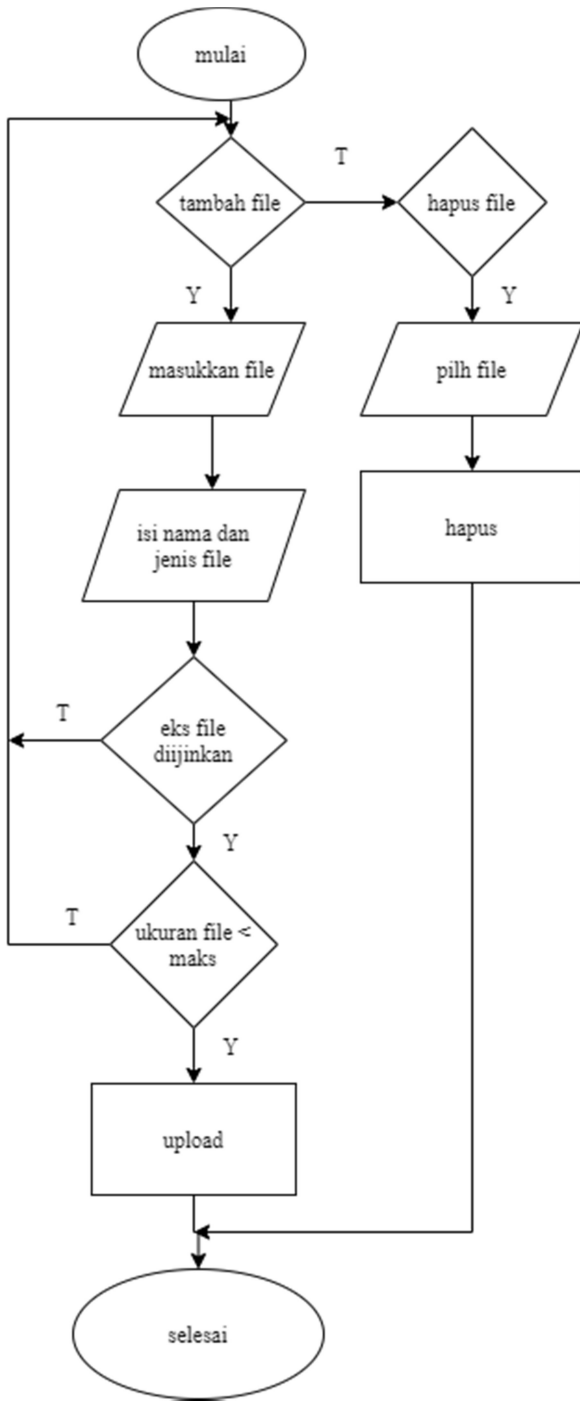 mulai
T
tambah file
hapus file
Y
Y
masukkan file
pilh file
isi nama dan
jenis file
hapus
T
eks file
diijinkan
Y
T
ukuran file <
maks
Y
upload
selesai